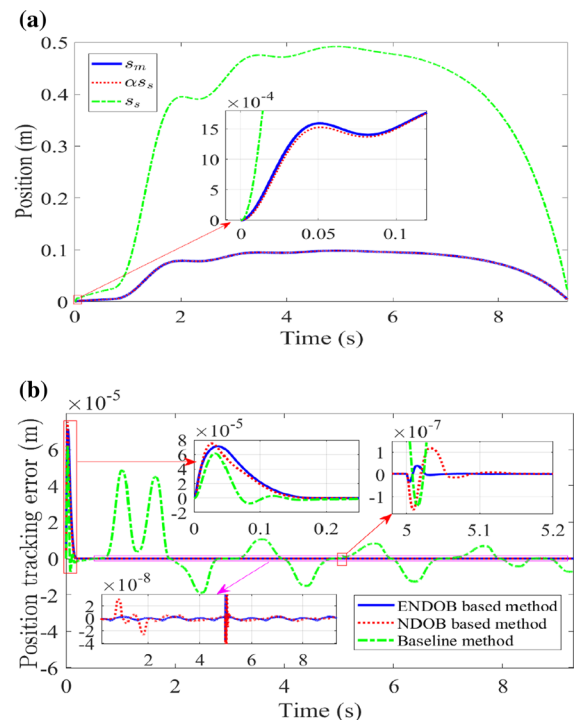 (a)
0.5
0.4
0.3
0.2
0.1
0
Position (m)
s_m
αs_s
s_s
×10^-4
15
10
5
0
0 0.05 0.1
0 2 4 6 8
Time (s)
(b)
×10^-5
6
4
2
0
-2
-4
-6
Position tracking error (m)
×10^-5
8
6
4
2
0
-2
0 0.1 0.2
×10^-7
1
0
-1
5 5.1 5.2
×10^-8
2
0
-2
-4
2 4 6 8
ENDOB based method
NDOB based method
Baseline method
0 2 4 6 8
Time (s)